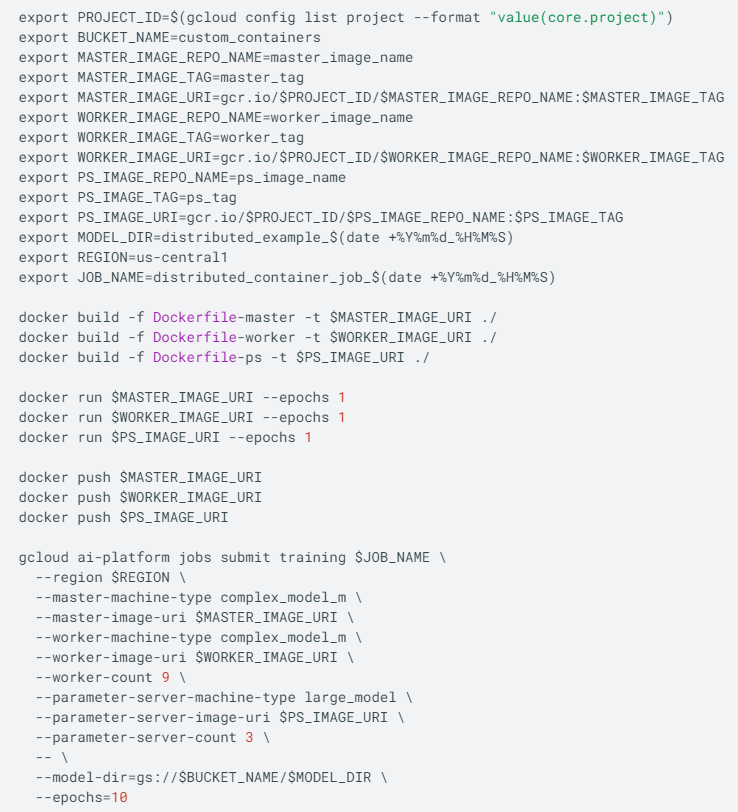 export PROJECT_ID=$(gcloud config list project --format "value(core.project)")
export BUCKET_NAME=custom_containers
export MASTER_IMAGE_REPO_NAME=master_image_name
export MASTER_IMAGE_TAG=master_tag
export MASTER_IMAGE_URI=gcr.io/$PROJECT_ID/$MASTER_IMAGE_REPO_NAME:$MASTER_IMAGE_TAG
export WORKER_IMAGE_REPO_NAME=worker_image_name
export WORKER_IMAGE_TAG=worker_tag
export WORKER_IMAGE_URI=gcr.io/$PROJECT_ID/$WORKER_IMAGE_REPO_NAME:$WORKER_IMAGE_TAG
export PS_IMAGE_REPO_NAME=ps_image_name
export PS_IMAGE_TAG=ps_tag
export PS_IMAGE_URI=gcr.io/$PROJECT_ID/$PS_IMAGE_REPO_NAME:$PS_IMAGE_TAG
export MODEL_DIR=distributed_example_$(date +%Y%m%d_%H%M%S)
export REGION=us-central1
export JOB_NAME=distributed_container_job_$(date +%Y%m%d_%H%M%S)

docker build -f Dockerfile-master -t $MASTER_IMAGE_URI ./
docker build -f Dockerfile-worker -t $WORKER_IMAGE_URI ./
docker build -f Dockerfile-ps -t $PS_IMAGE_URI ./

docker run $MASTER_IMAGE_URI --epochs 1
docker run $WORKER_IMAGE_URI --epochs 1
docker run $PS_IMAGE_URI --epochs 1

docker push $MASTER_IMAGE_URI
docker push $WORKER_IMAGE_URI
docker push $PS_IMAGE_URI

gcloud ai-platform jobs submit training $JOB_NAME \
  --region $REGION \
  --master-machine-type complex_model_m \
  --master-image-uri $MASTER_IMAGE_URI \
  --worker-machine-type complex_model_m \
  --worker-image-uri $WORKER_IMAGE_URI \
  --worker-count 9 \
  --parameter-server-machine-type large_model \
  --parameter-server-image-uri $PS_IMAGE_URI \
  --parameter-server-count 3 \
  -- \
  --model-dir=gs://$BUCKET_NAME/$MODEL_DIR \
  --epochs=10